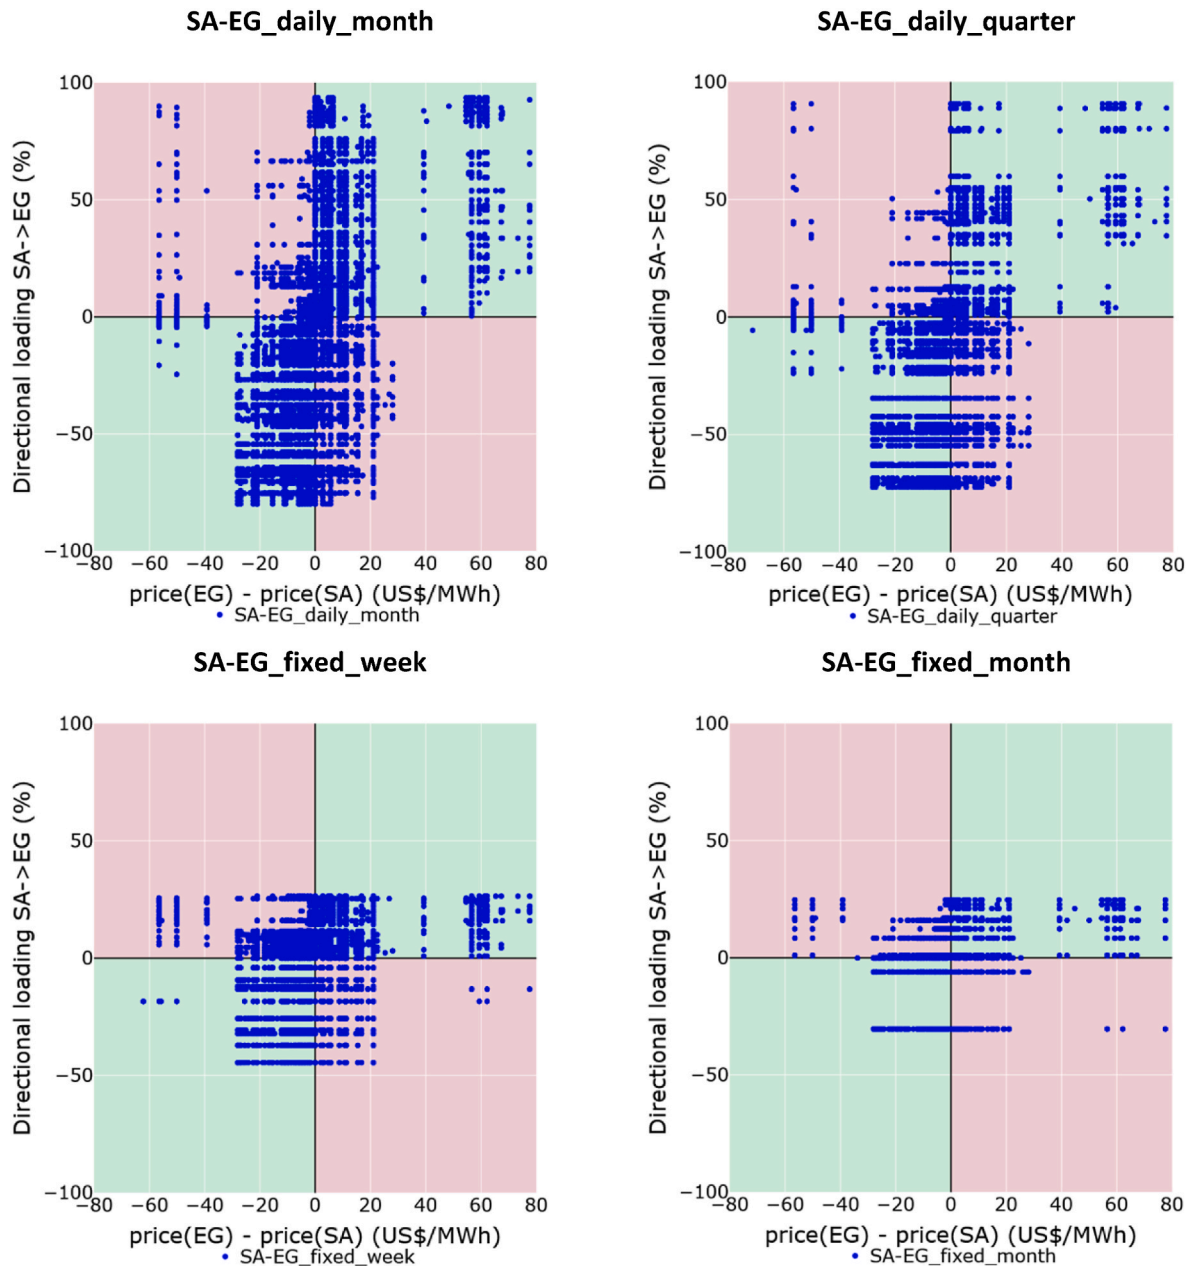 SA-EG_daily_month
SA-EG_daily_quarter
Directional loading SA->EG (%)
100
50
0
−50
−100
−80 −60 −40 −20 0 20 40 60 80
price(EG) - price(SA) (US$/MWh)
SA-EG_daily_month
Directional loading SA->EG (%)
100
50
0
−50
−100
−80 −60 −40 −20 0 20 40 60 80
price(EG) - price(SA) (US$/MWh)
SA-EG_daily_quarter
SA-EG_fixed_week
SA-EG_fixed_month
Directional loading SA->EG (%)
100
50
0
−50
−100
−80 −60 −40 −20 0 20 40 60 80
price(EG) - price(SA) (US$/MWh)
SA-EG_fixed_week
Directional loading SA->EG (%)
100
50
0
−50
−100
−80 −60 −40 −20 0 20 40 60 80
price(EG) - price(SA) (US$/MWh)
SA-EG_fixed_month